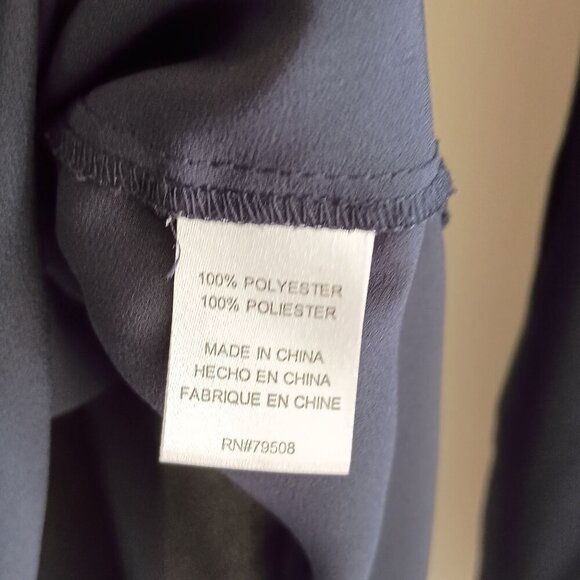 100% POLYESTER
100% POLIESTER
MADE IN CHINA
HECHO EN CHINA
FABRIQUE EN CHINE
RN#79508